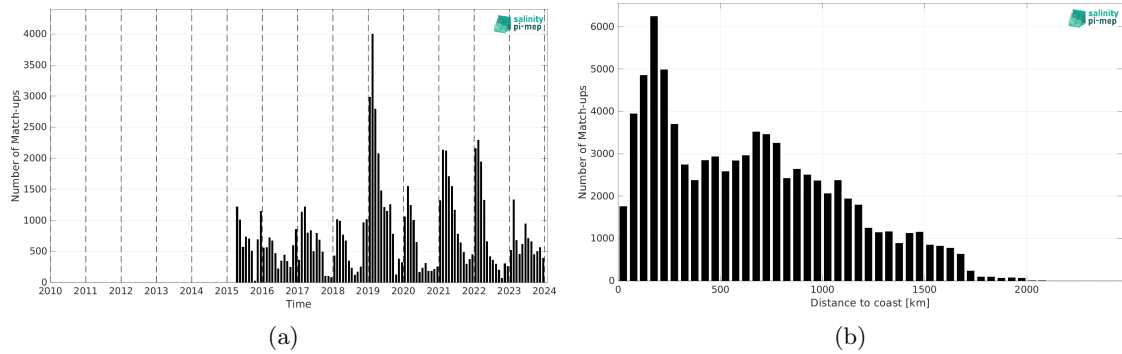 salinity
pi-mep
4000
3500
3000
2500
2000
1500
1000
500
0
Number of Match-ups
2010 2011 2012 2013 2014 2015 2016 2017 2018 2019 2020 2021 2022 2023 2024
Time
(a)
salinity
pi-mep
6000
5000
4000
3000
2000
1000
0
Number of Match-ups
0 500 1000 1500 2000
Distance to coast [km]
(b)